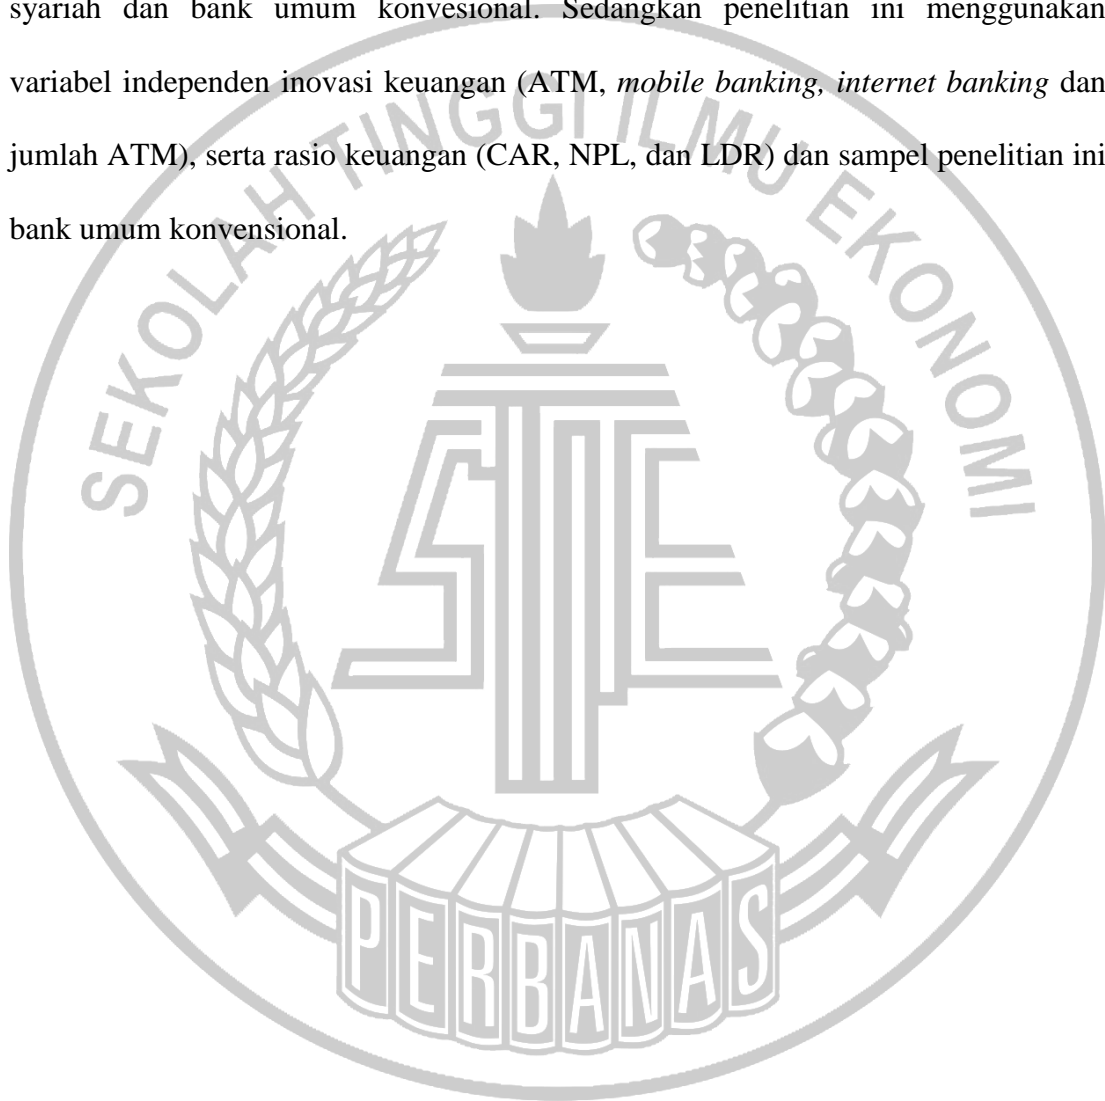 syariah dan bank umum konvesional. Sedangkan penelitian ini menggunakan
variabel independen inovasi keuangan (ATM, mobile banking, internet banking dan
jumlah ATM), serta rasio keuangan (CAR, NPL, dan LDR) dan sampel penelitian ini
bank umum konvensional.
SEKOLAH TINGGI ILMU EKONOMI
STIE
PERBANAS